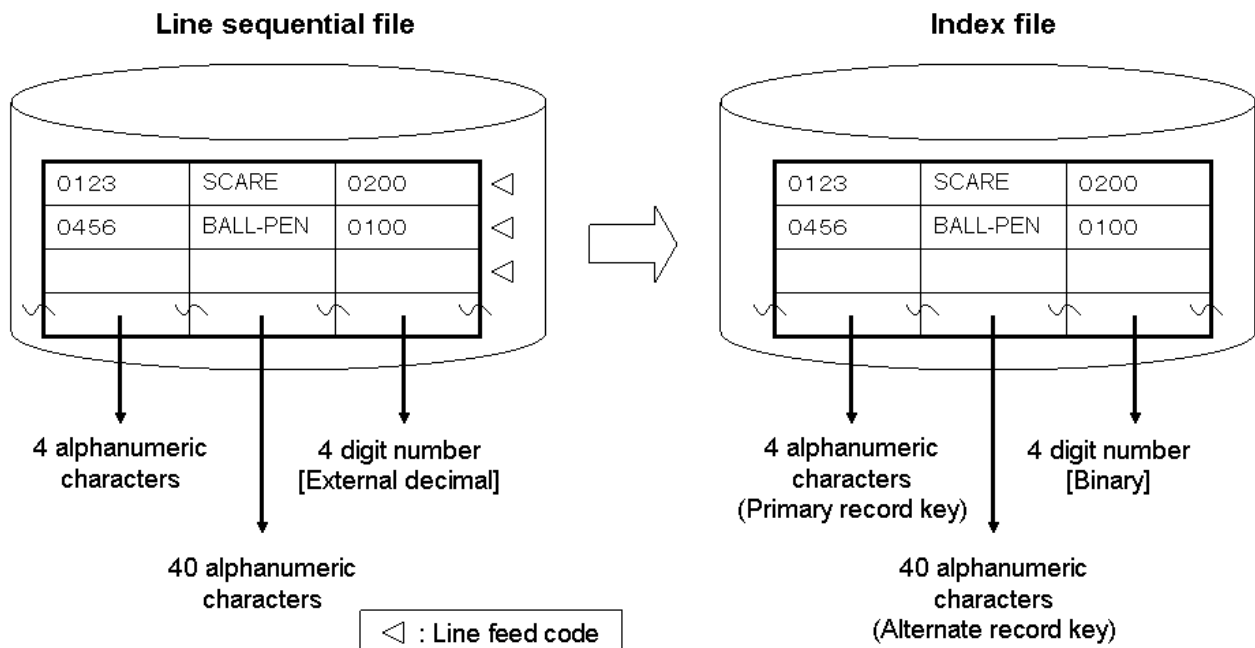 Line sequential file
Index file
0123 SCARE 0200
0456 BALL-PEN 0100
0123 SCARE 0200
0456 BALL-PEN 0100
4 alphanumeric
characters
4 digit number
[External decimal]
40 alphanumeric
characters
4 alphanumeric
characters
(Primary record key)
4 digit number
[Binary]
40 alphanumeric
characters
(Alternate record key)
◁ : Line feed code